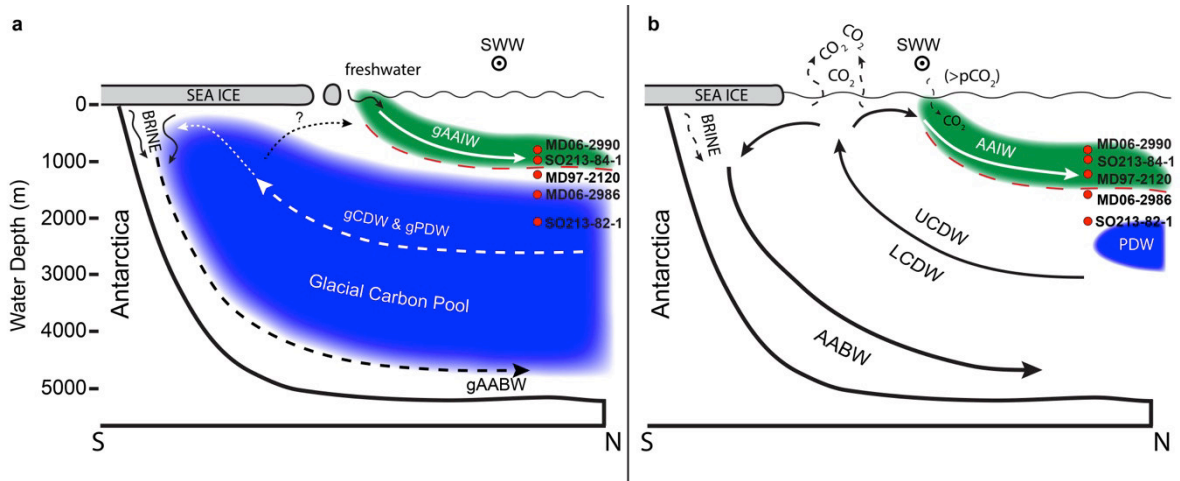 a
SWW
freshwater
SEA ICE
BRINE
?
gAAIW
MD06-2990
SO213-84-1
MD97-2120
MD06-2986
SO213-82-1
gCDW & gPDW
Glacial Carbon Pool
gAABW
Antarctica
Water Depth (m)
0
1000
2000
3000
4000
5000
S
N
b
CO2
CO2
CO2
SWW
(>pCO2)
CO2
SEA ICE
BRINE
AAIW
MD06-2990
SO213-84-1
MD97-2120
MD06-2986
SO213-82-1
PDW
UCDW
LCDW
AABW
Antarctica
S
N